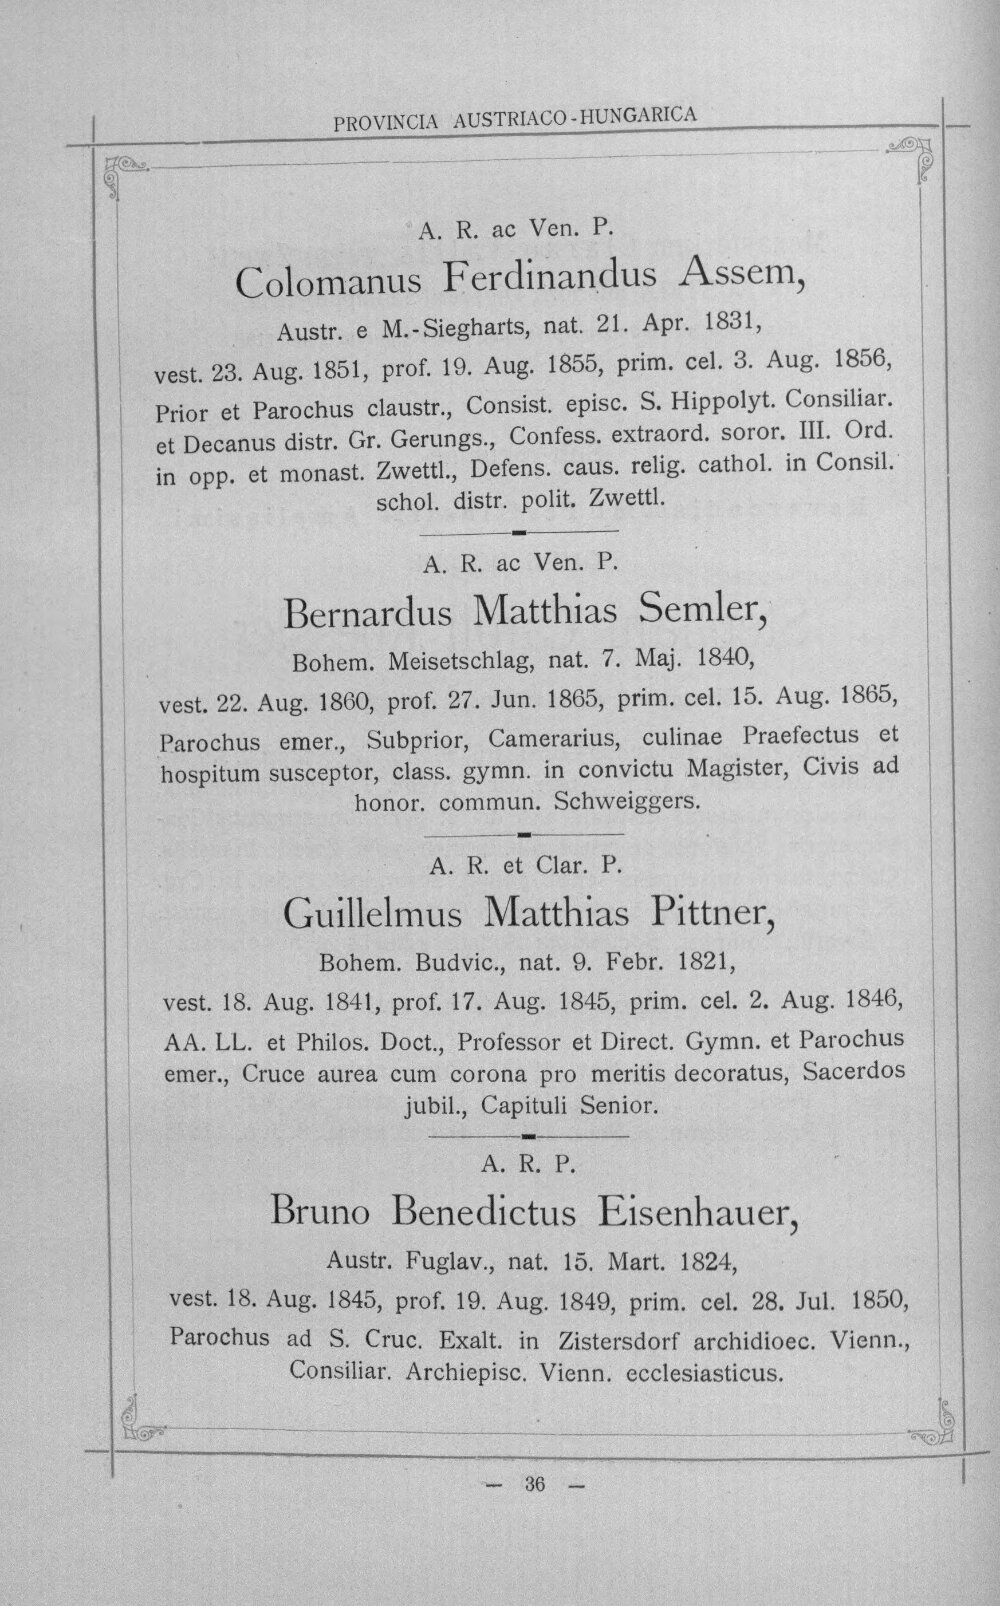 PROVINCIA AUSTRIACO-HUNGARICA
A. R. ac Ven. P.
Colomanus Ferdinandus Assem,
Austr. e M.-Siegharts, nat. 21. Apr. 1831,
vest. 23. Aug. 1851, prof. 19. Aug. 1855, prim. cel. 3. Aug. 1856,
Prior et Parochus claustr., Consist. episc. S. Hippolyt. Consiliar.
et Decanus distr. Gr. Gerungs., Confess. extraord. soror. III. Ord.
in opp. et monast. Zwettl., Defens. caus. relig. cathol. in Consil.
schol. distr. polit. Zwettl.
A. R. ac Ven. P.
Bernardus Matthias Semler,
Bohem. Meisetschlag, nat. 7. Maj. 1840,
vest. 22. Aug. 1860, prof. 27. Jun. 1865, prim. cel. 15. Aug. 1865,
Parochus emer., Subprior, Camerarius, culinae Praefectus et
hospitum susceptor, class. gymn. in convictu Magister, Civis ad
honor. commun. Schweiggers.
A. R. et Clar. P.
Guillelmus Matthias Pittner,
Bohem. Budvic., nat. 9. Febr. 1821,
vest. 18. Aug. 1841, prof. 17. Aug. 1845, prim. cel. 2. Aug. 1846,
AA. LL. et Philos. Doct., Professor et Direct. Gymn. et Parochus
emer., Cruce aurea cum corona pro meritis decoratus, Sacerdos
jubil., Capituli Senior.
A. R. P.
Bruno Benedictus Eisenhauer,
Austr. Fuglav., nat. 15. Mart. 1824,
vest. 18. Aug. 1845, prof. 19. Aug. 1849, prim. cel. 28. Jul. 1850,
Parochus ad S. Cruc. Exalt. in Zistersdorf archidioec. Vienn.,
Consiliar. Archiepisc. Vienn. ecclesiasticus.
— 36 —